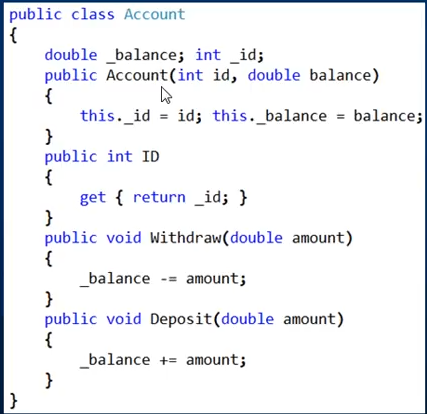 public class Account
{
    double _balance; int _id;
    public Account(int id, double balance)
    {
        this._id = id; this._balance = balance;
    }
    public int ID
    {
        get { return _id; }
    }
    public void Withdraw(double amount)
    {
        _balance -= amount;
    }
    public void Deposit(double amount)
    {
        _balance += amount;
    }
}